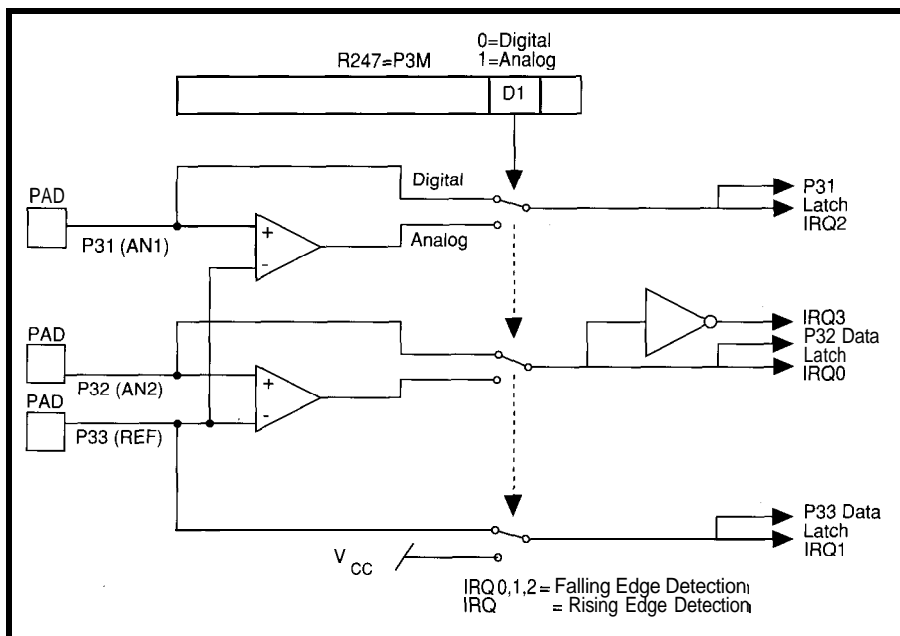 0=Digital
R247=P3M 1=Analog
D1
Digital
PAD
P31 (AN1)
+
-
Analog
P31
Latch
IRQ2
PAD
P32 (AN2)
+
-
IRQ3
P32 Data
Latch
IRQ0
PAD
P33 (REF)
P33 Data
Latch
IRQ1
VCC
IRQ 0,1,2 = Falling Edge Detection
IRQ = Rising Edge Detection